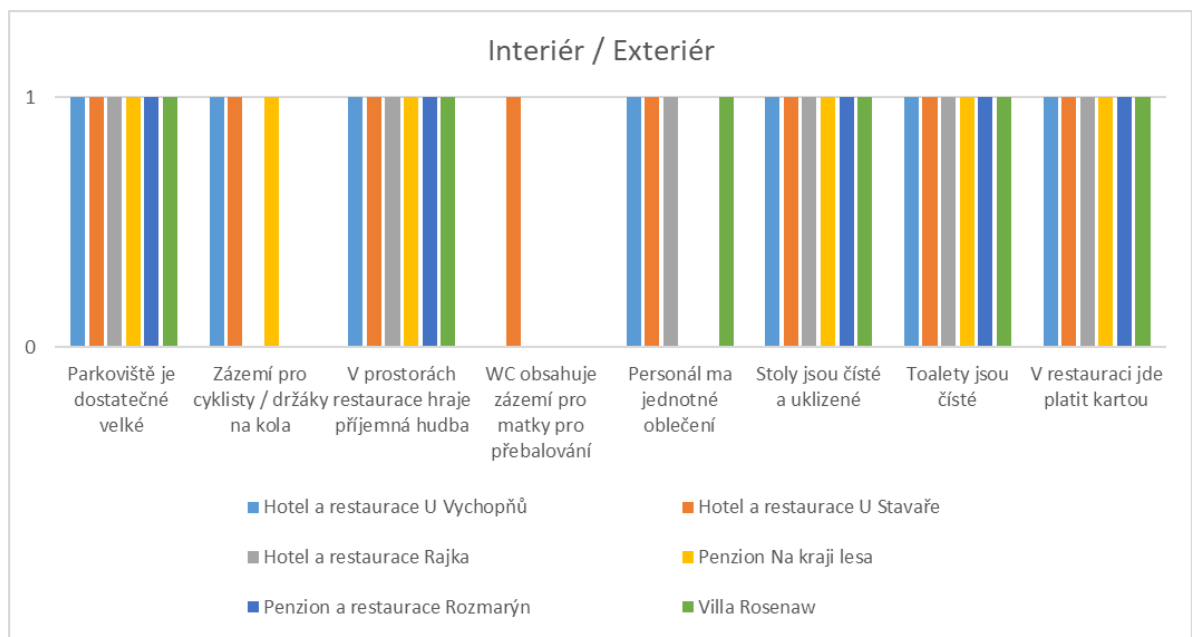 Interiér / Exteriér
1
0
Parkoviště je
dostatečné
velké
Zázemí pro
cyklisty / držáky
na kola
V prostorách
restaurace hraje
příjemná hudba
WC obsahuje
zázemí pro
matky pro
přebalování
Personál ma
jednotné
oblečení
Stoly jsou čísté
a uklizené
Toalety jsou
čísté
V restauraci jde
platit kartou
Hotel a restaurace U Vychopňů
Hotel a restaurace U Stavaře
Hotel a restaurace Rajka
Penzion Na kraji lesa
Penzion a restaurace Rozmarýn
Villa Rosenaw